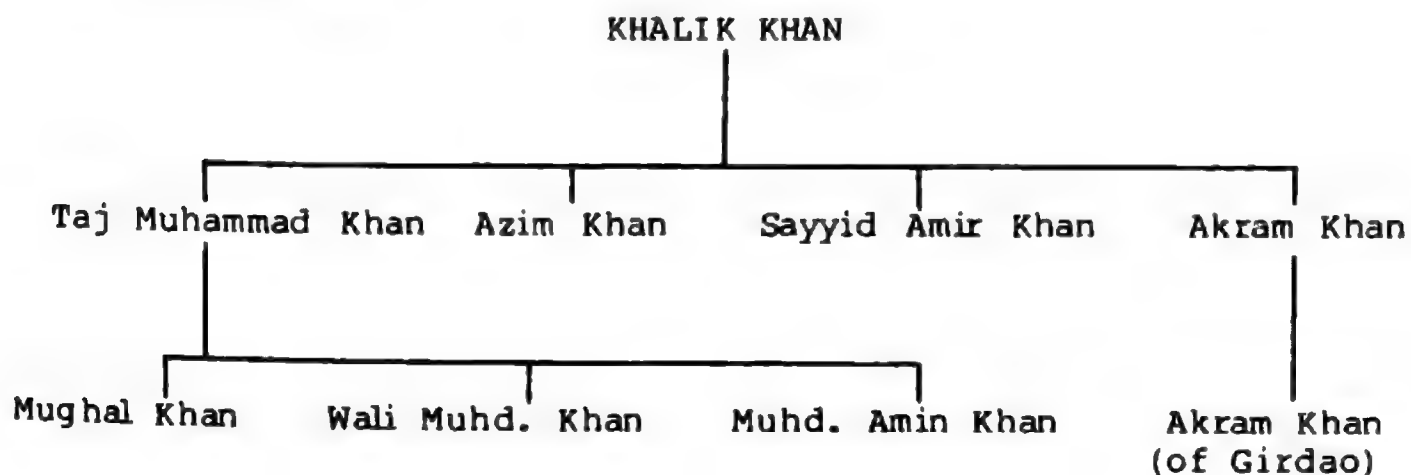 KHALIK KHAN
Taj Muhammad Khan Azim Khan Sayyid Amir Khan Akram Khan
Mughal Khan Wali Muhd. Khan Muhd. Amin Khan Akram Khan
(of Girdao)